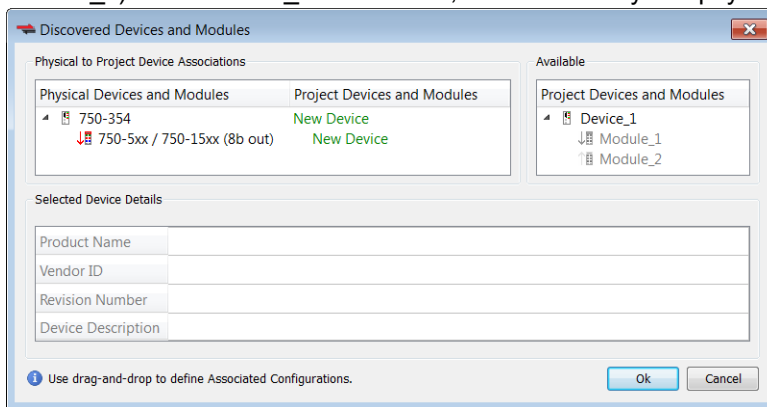 Discovered Devices and Modules
Physical to Project Device Associations
Physical Devices and Modules Project Devices and Modules
750-354 New Device
750-5xx / 750-15xx (8b out) New Device
Available
Project Devices and Modules
Device_1
Module_1
Module_2
Selected Device Details
Product Name
Vendor ID
Revision Number
Device Description
Use drag-and-drop to define Associated Configurations.
Ok Cancel